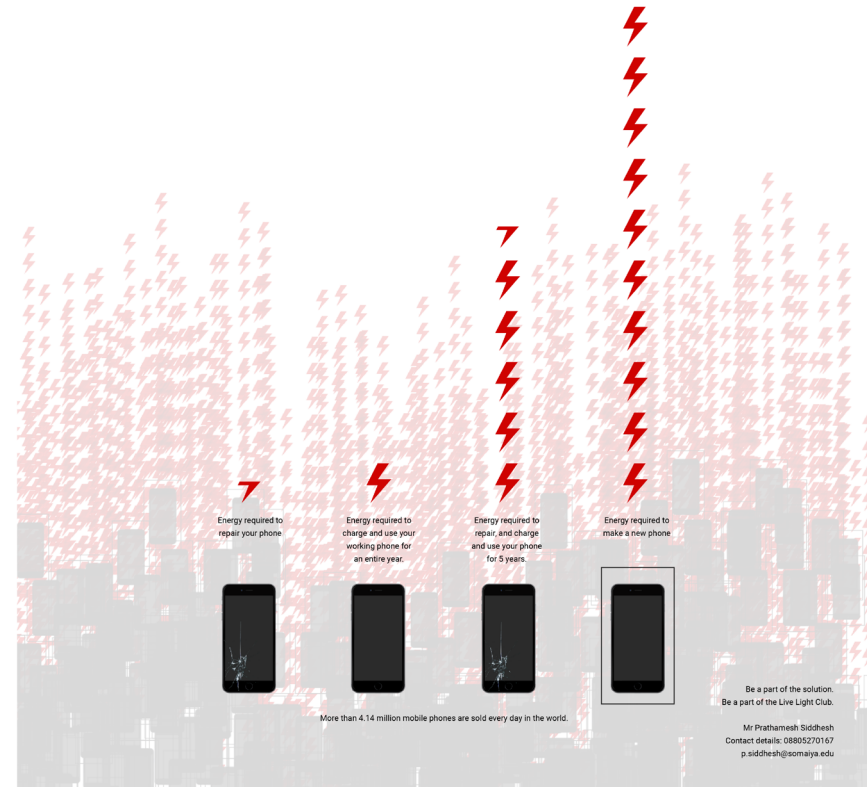 Energy required to
repair your phone
Energy required to
charge and use your
working phone for
an entire year.
Energy required to
repair, and charge
and use your phone
for 5 years.
Energy required to
make a new phone
More than 4.14 million mobile phones are sold every day in the world.
Be a part of the solution.
Be a part of the Live Light Club.
Mr Prathamesh Siddhesh
Contact details: 08805270167
p.siddhesh@somaiya.edu